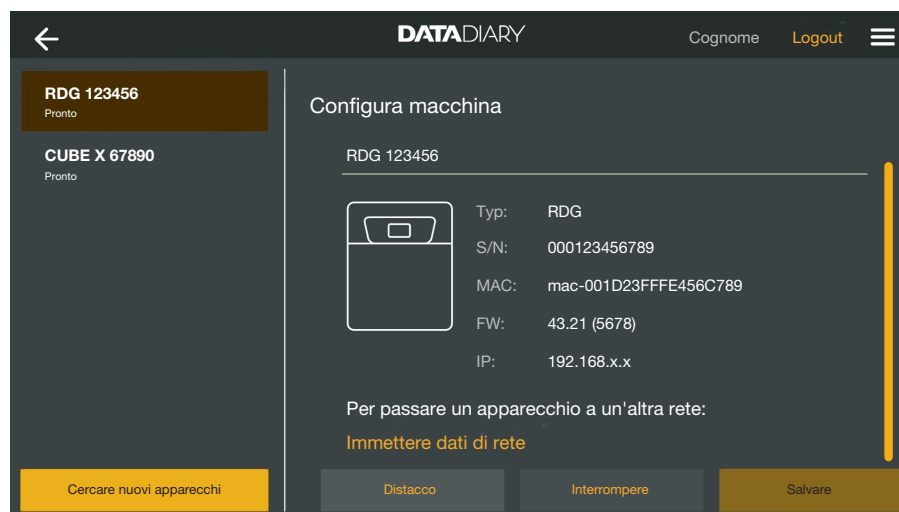 DATADIARY
Cognome
Logout
RDG 123456
Pronto
CUBE X 67890
Pronto
Cercare nuovi apparecchi
Configura macchina
RDG 123456
Typ: RDG
S/N: 000123456789
MAC: mac-001D23FFFE456C789
FW: 43.21 (5678)
IP: 192.168.x.x
Per passare un apparecchio a un'altra rete:
Immettere dati di rete
Distacco
Interrompere
Salvare